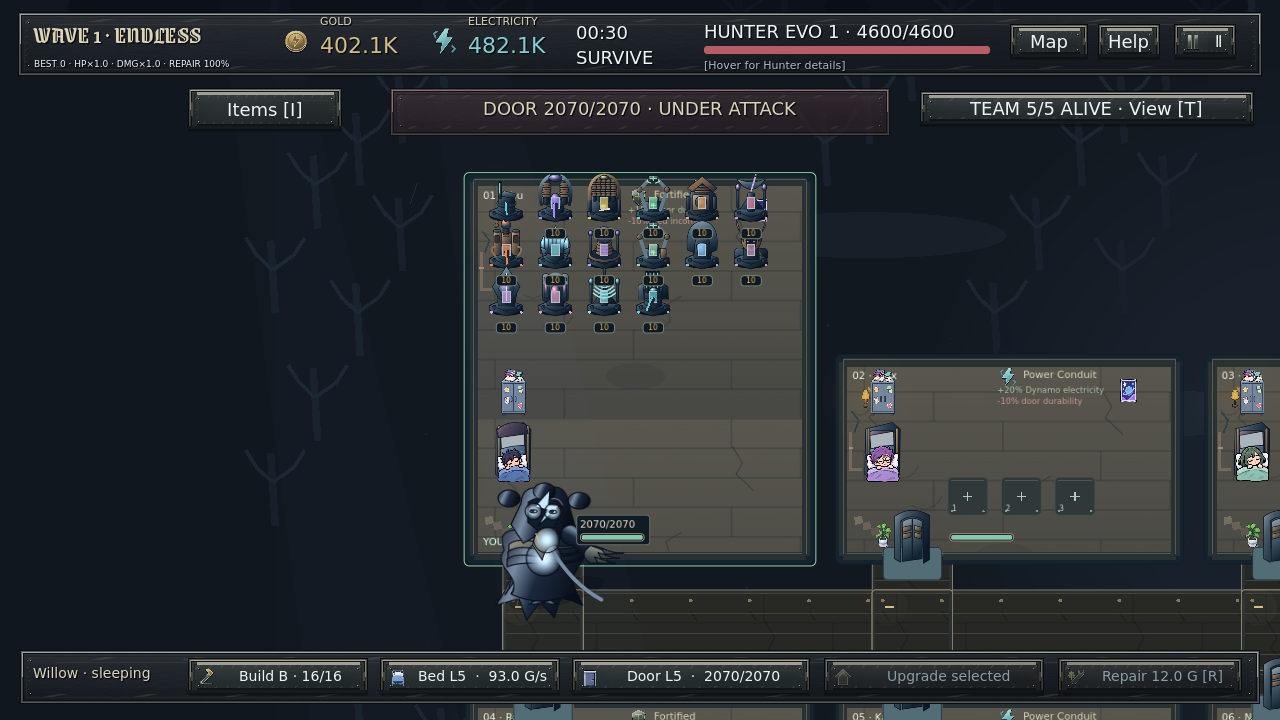 WAVE 1 · ENDLESS
BEST 0 · HP×1.0 · DMG×1.0 · REPAIR 100%
GOLD
402.1K
ELECTRICITY
482.1K
00:30
SURVIVE
HUNTER EVO 1 · 4600/4600
[Hover for Hunter details]
Map
Help
II
Items [I]
DOOR 2070/2070 · UNDER ATTACK
TEAM 5/5 ALIVE · View [T]
01
10 10 10 10 10
10 10 10 10 10 10
10 10 10 10
2070/2070
02 ·
Power Conduit
+20% Dynamo electricity
-10% door durability
+ + +
1 2 3
03 ·
Willow · sleeping
Build B · 16/16
Bed L5 · 93.0 G/s
Door L5 · 2070/2070
Upgrade selected
Repair 12.0 G [R]
04 ·
Fortified
05 ·
Power Conduit
06 ·